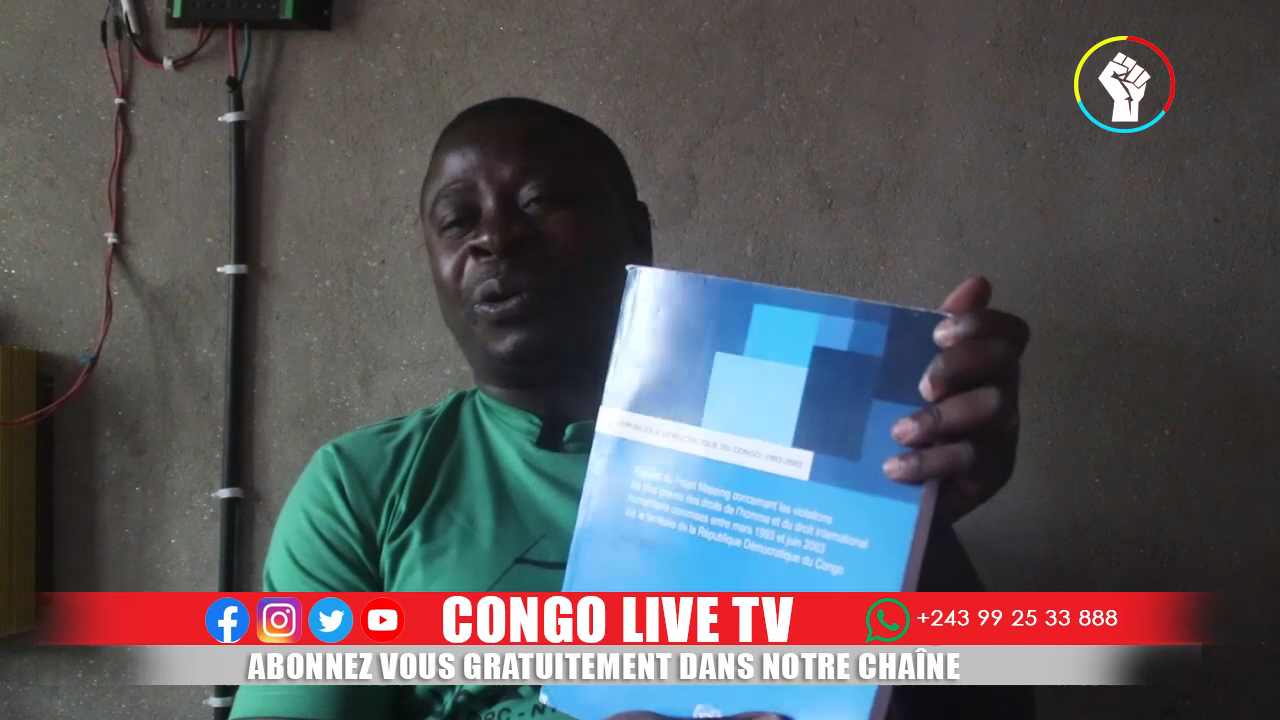 REPUBLIQUE DEMOCRATIQUE DU CONGO 1993-2003
Rapport du Projet Mapping concernant les violations
les plus graves des droits de l'homme et du droit international
humanitaire commises entre mars 1993 et juin 2003
sur le territoire de la République Démocratique du Congo
CONGO LIVE TV
+243 99 25 33 888
ABONNEZ VOUS GRATUITEMENT DANS NOTRE CHAÎNE